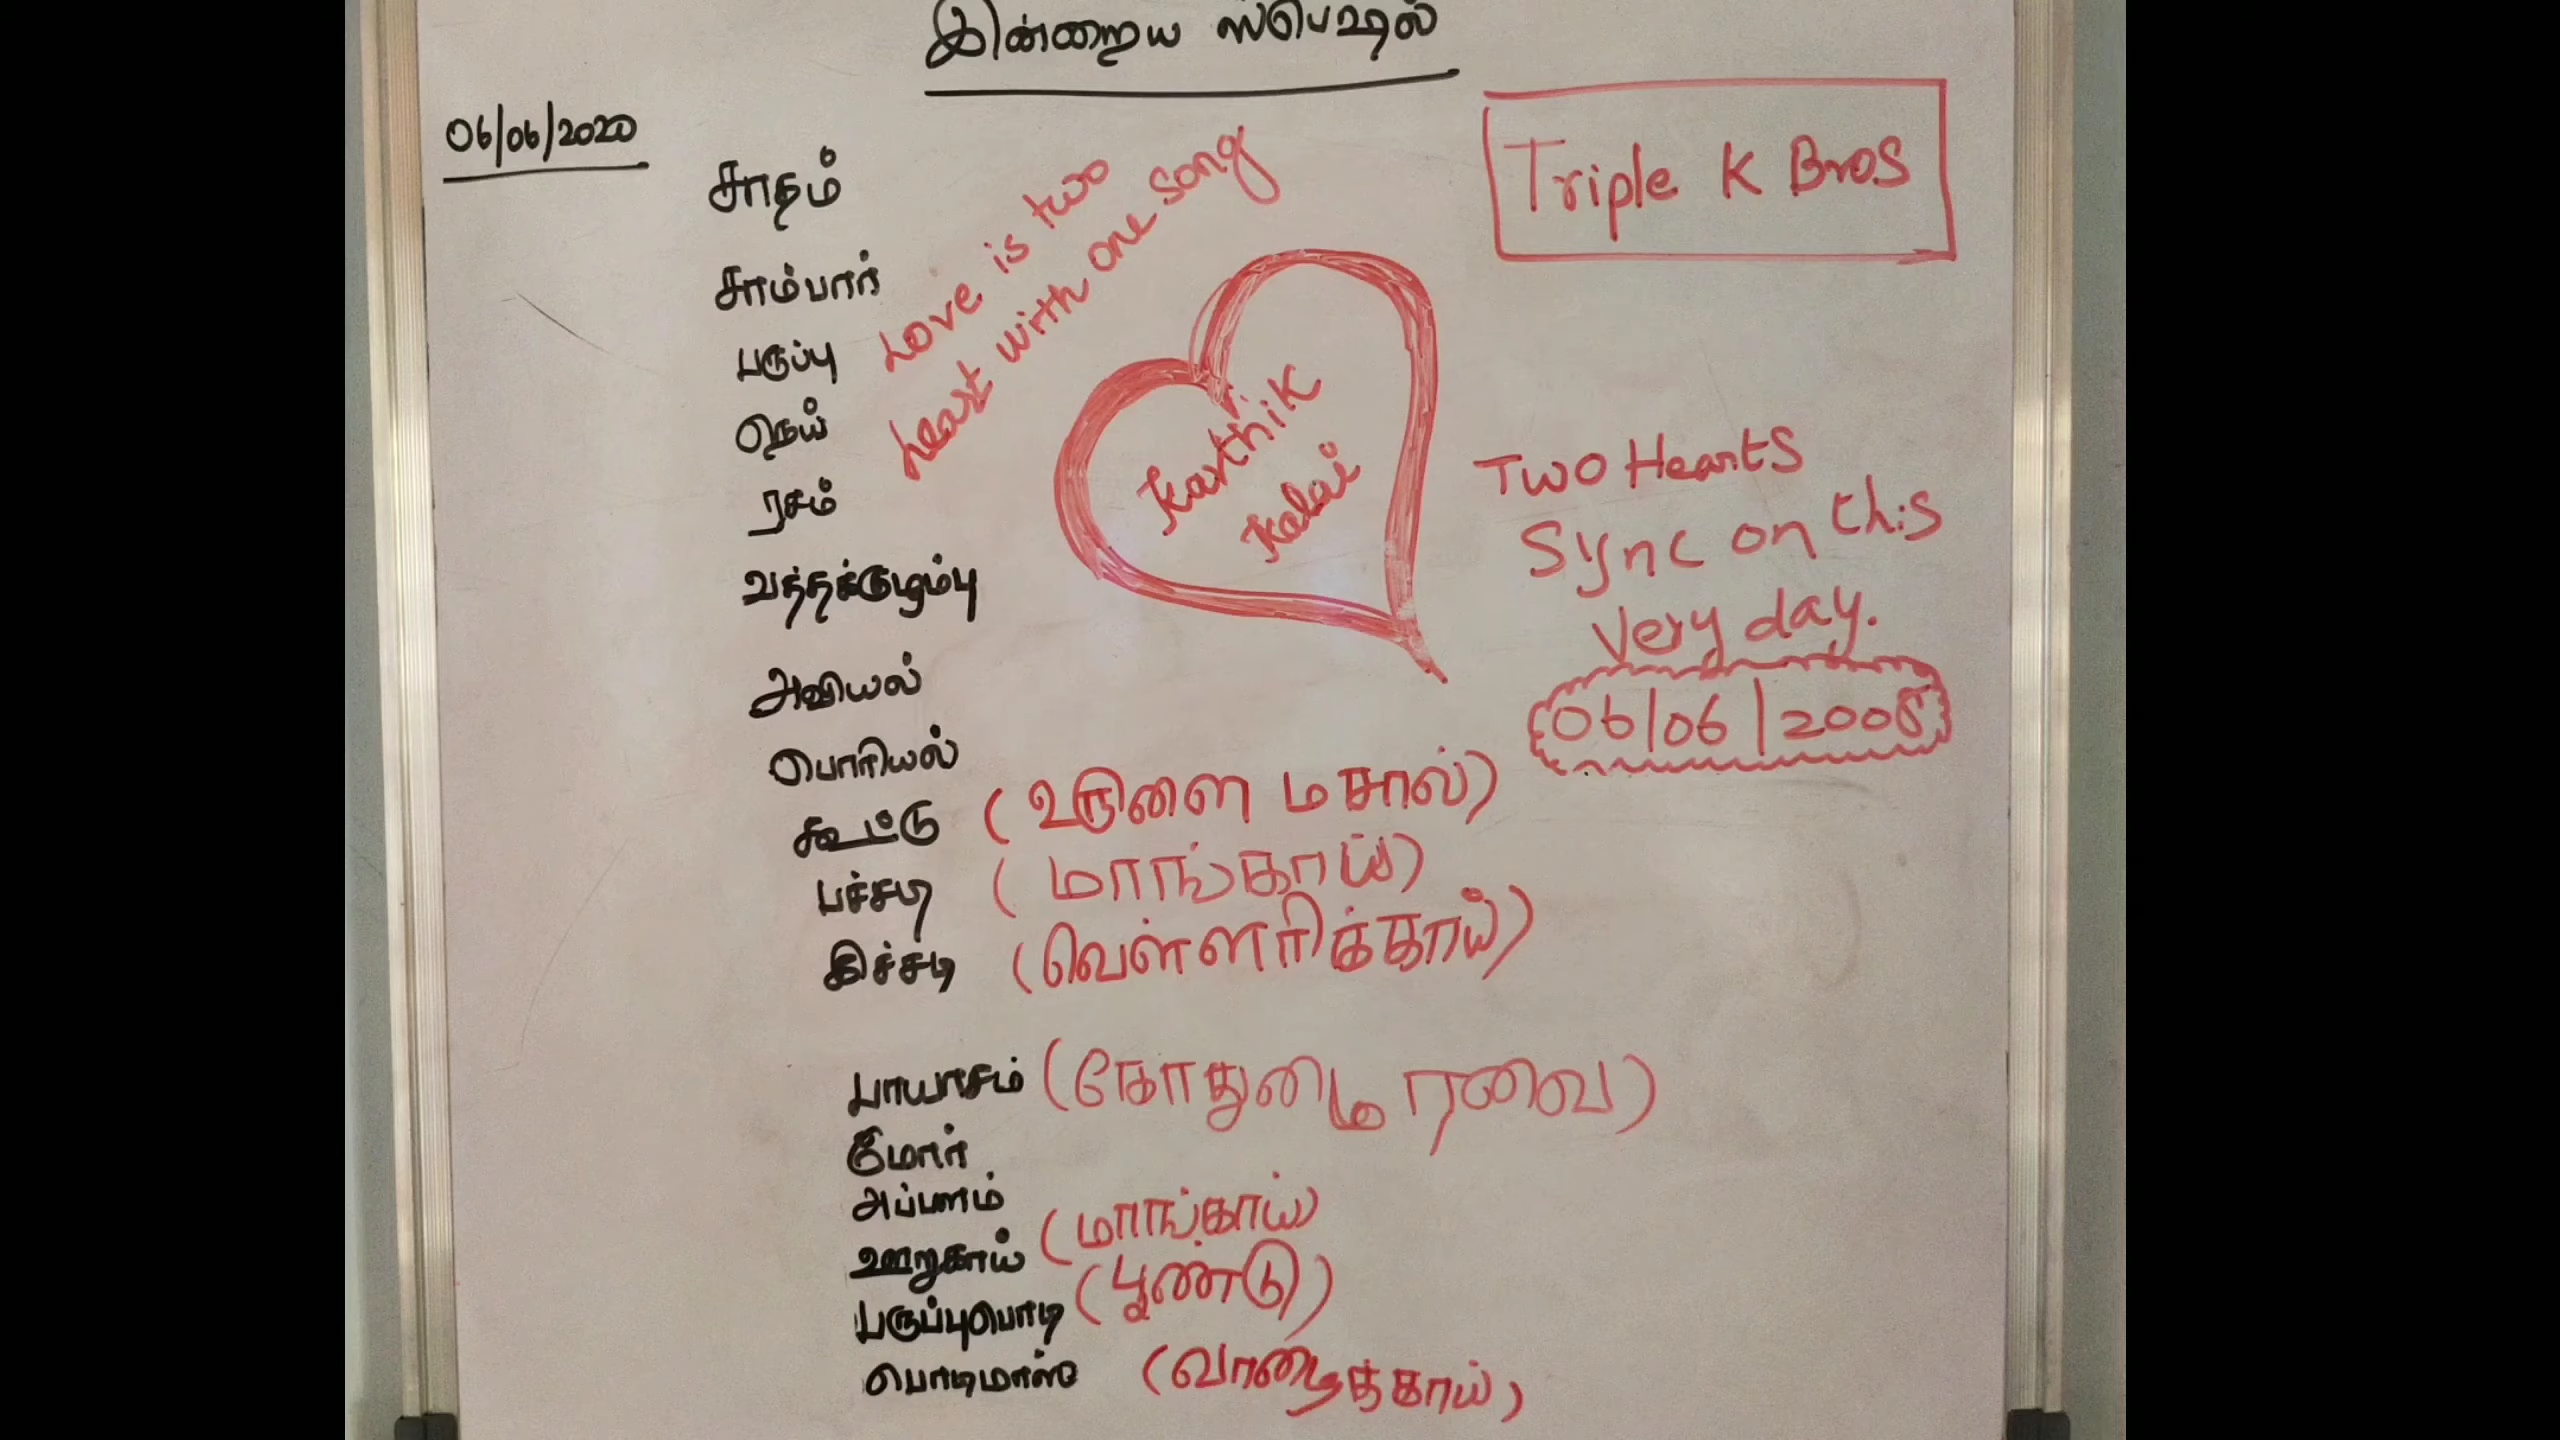 இன்றைய ஸ்பெஷல்
06/06/2020
Triple K Bros
சாதம்
சாம்பார்
பருப்பு
நெய்
ரசம்
வத்தக்குழம்பு
Love is two
heart with one song
Karthik
Kalai
Two Hearts
Sync on this
very day.
06/06/2008
அவியல்
பொரியல்
கூட்டு (உருளை மசால்)
பச்சடி (மாங்காய்)
இச்சடி (வெள்ளரிக்காய்)
பாயாசம் (கோதுமை ரவை)
மோர்
அப்பளம்
ஊறுகாய் (மாங்காய்)
பருப்புபொடி (பூண்டு)
பொடிமாஸ் (வாழைக்காய்)